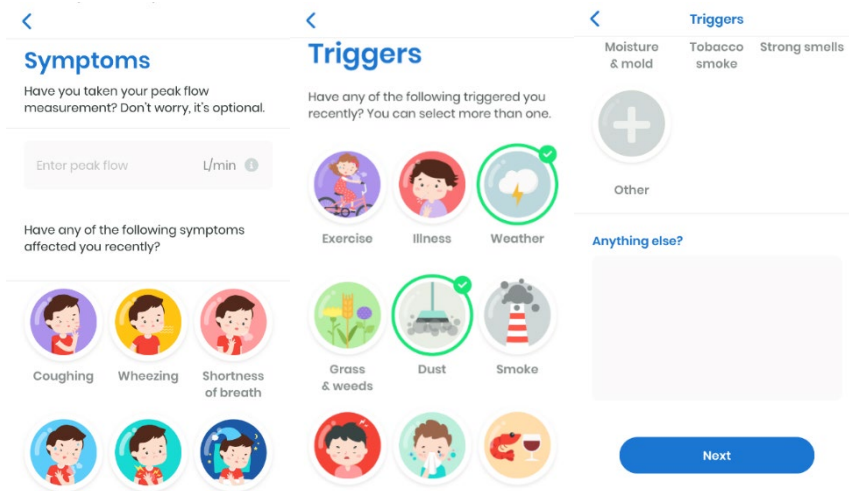 Symptoms
Have you taken your peak flow
measurement? Don't worry, it's optional.
Enter peak flow
L/min
Have any of the following symptoms
affected you recently?
Coughing
Wheezing
Shortness
of breath
Triggers
Have any of the following triggered you
recently? You can select more than one.
Exercise
Illness
Weather
Grass
& weeds
Dust
Smoke
Triggers
Moisture
& mold
Tobacco
smoke
Strong smells
Other
Anything else?
Next